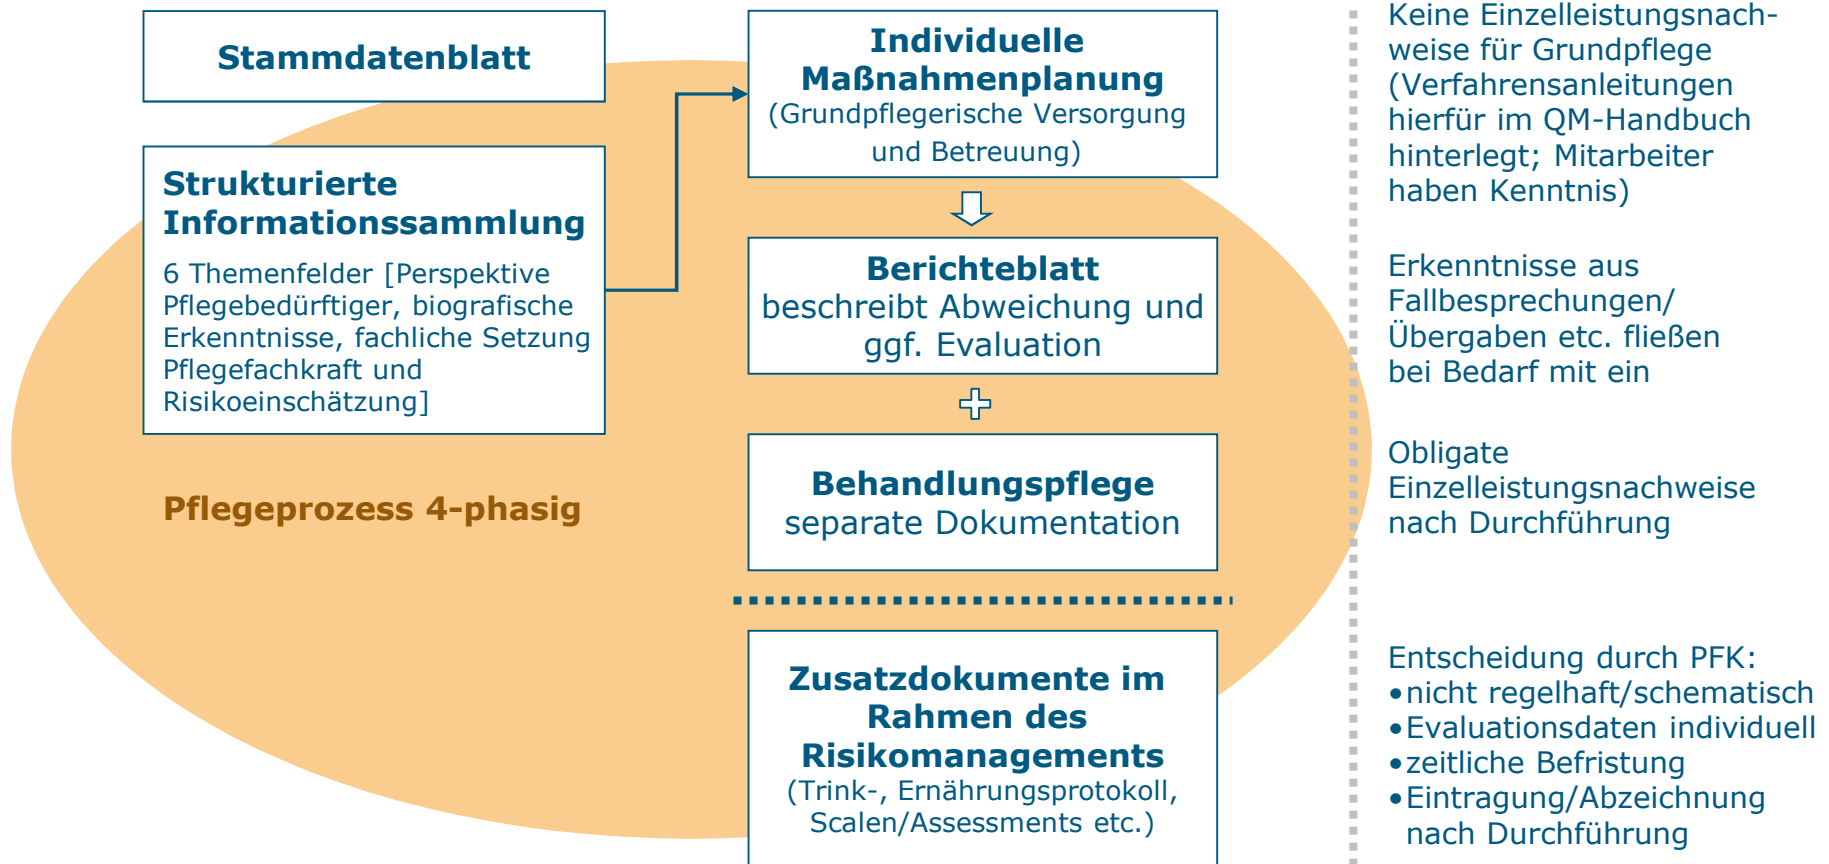 Stammdatenblatt
Strukturierte
Informationssammlung
6 Themenfelder [Perspektive
Pflegebedürftiger, biografische
Erkenntnisse, fachliche Setzung
Pflegefachkraft und
Risikoeinschätzung]
Pflegeprozess 4-phasig
Individuelle
Maßnahmenplanung
(Grundpflegerische Versorgung
und Betreuung)
Berichteblatt
beschreibt Abweichung und
ggf. Evaluation
Behandlungspflege
separate Dokumentation
Zusatzdokumente im
Rahmen des
Risikomanagements
(Trink-, Ernährungsprotokoll,
Scalen/Assessments etc.)
Keine Einzelleistungsnach-
weise für Grundpflege
(Verfahrensanleitungen
hierfür im QM-Handbuch
hinterlegt; Mitarbeiter
haben Kenntnis)
Erkenntnisse aus
Fallbesprechungen/
Übergaben etc. fließen
bei Bedarf mit ein
Obligate
Einzelleistungsnachweise
nach Durchführung
Entscheidung durch PFK:
•nicht regelhaft/schematisch
•Evaluationsdaten individuell
•zeitliche Befristung
•Eintragung/Abzeichnung
nach Durchführung